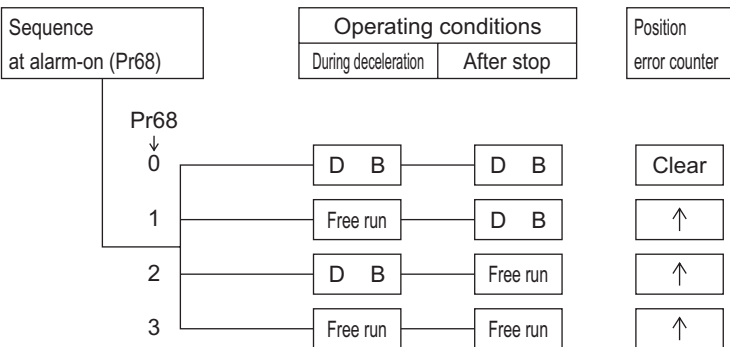 Sequence
at alarm-on (Pr68)
Operating conditions
During deceleration After stop
Position
error counter
Pr68
↓
0 D B D B Clear
1 Free run D B ↑
2 D B Free run ↑
3 Free run Free run ↑